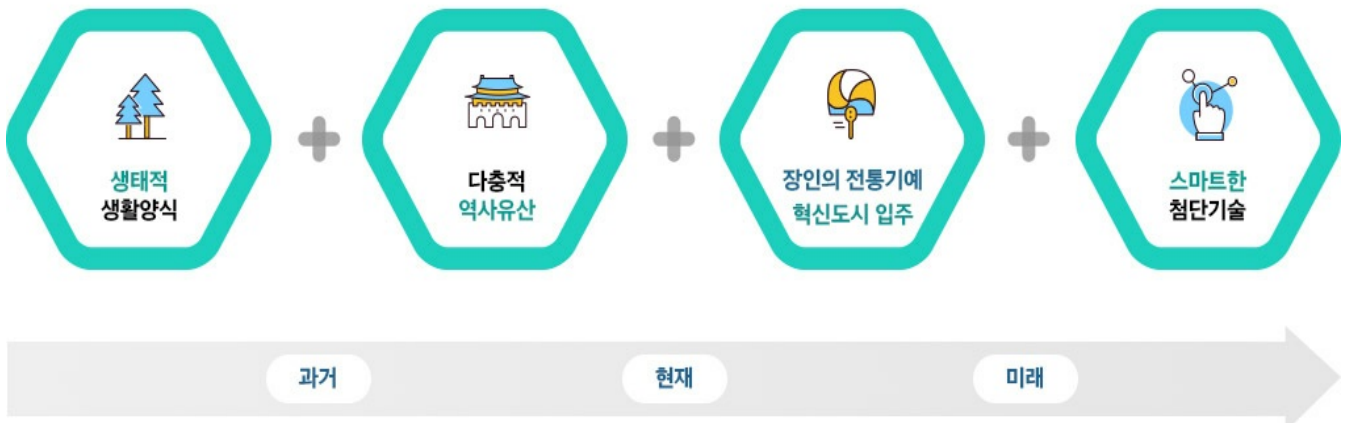 생태적
생활양식
다층적
역사유산
장인의 전통기예
혁신도시 입주
스마트한
첨단기술
과거
현재
미래